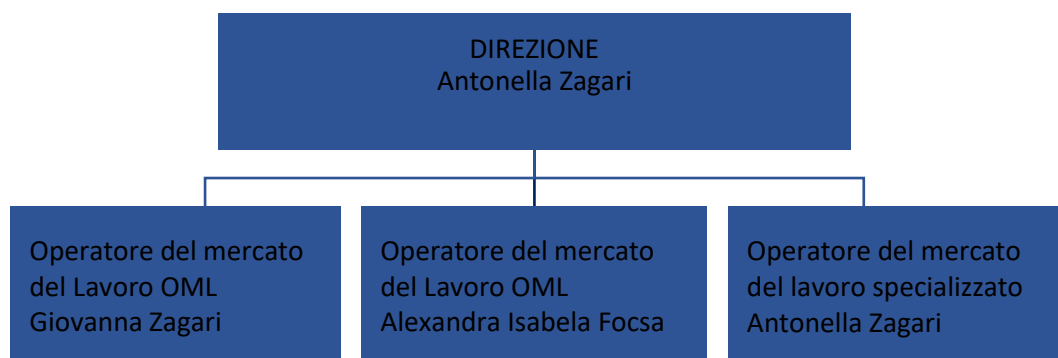 DIREZIONE
Antonella Zagari
Operatore del mercato
del Lavoro OML
Giovanna Zagari
Operatore del mercato
del Lavoro OML
Alexandra Isabela Focsa
Operatore del mercato
del lavoro specializzato
Antonella Zagari